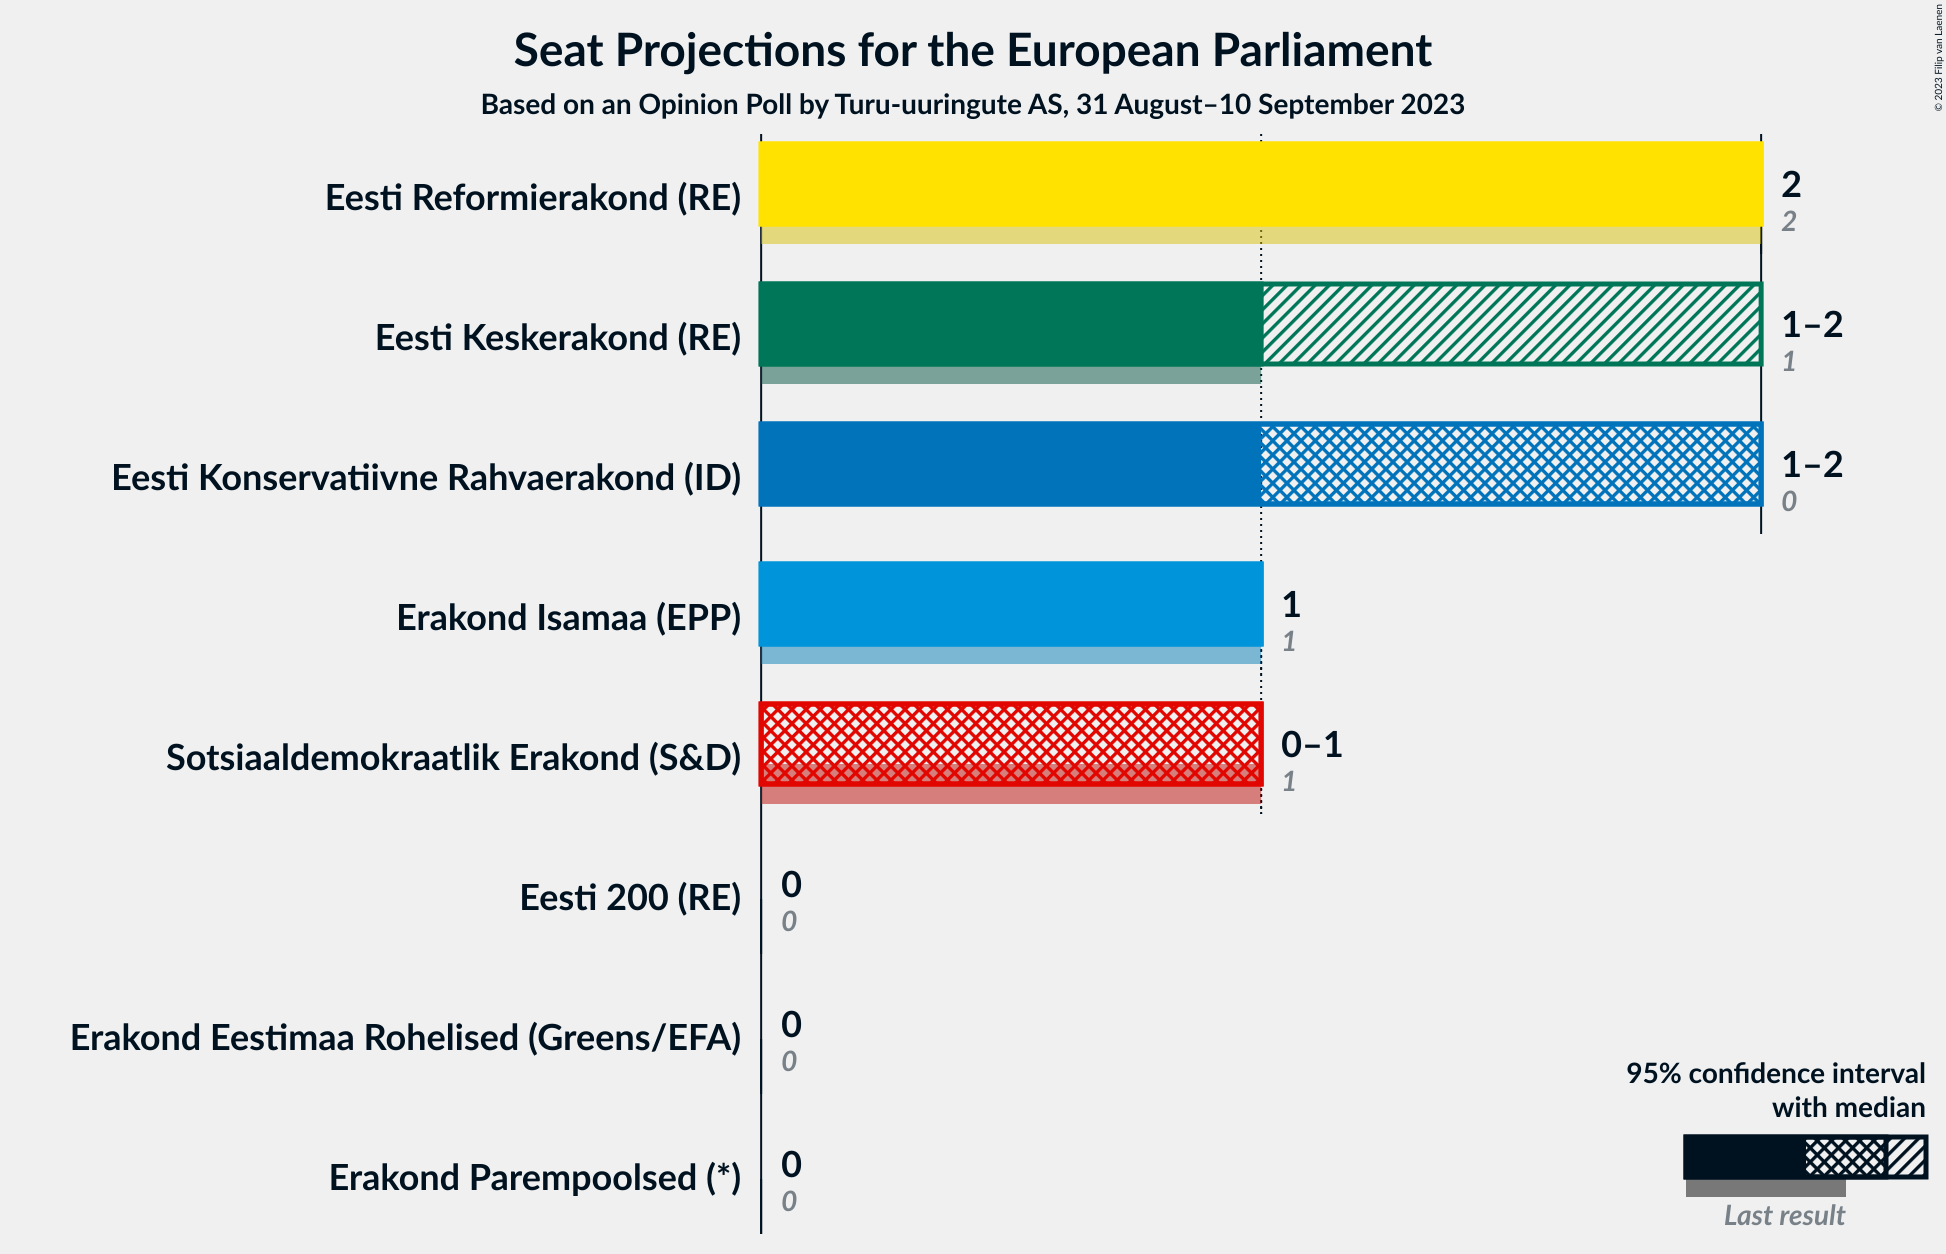 Seat Projections for the European Parliament
Based on an Opinion Poll by Turu-uuringute AS, 31 August–10 September 2023
© 2023 Filip van Laenen
Eesti Reformierakond (RE)
2
2
Eesti Keskerakond (RE)
1–2
1
Eesti Konservatiivne Rahvaerakond (ID)
1–2
0
Erakond Isamaa (EPP)
1
1
Sotsiaaldemokraatlik Erakond (S&D)
0–1
1
Eesti 200 (RE)
0
0
Erakond Eestimaa Rohelised (Greens/EFA)
0
0
Erakond Parempoolsed (*)
0
0
95% confidence interval
with median
Last result